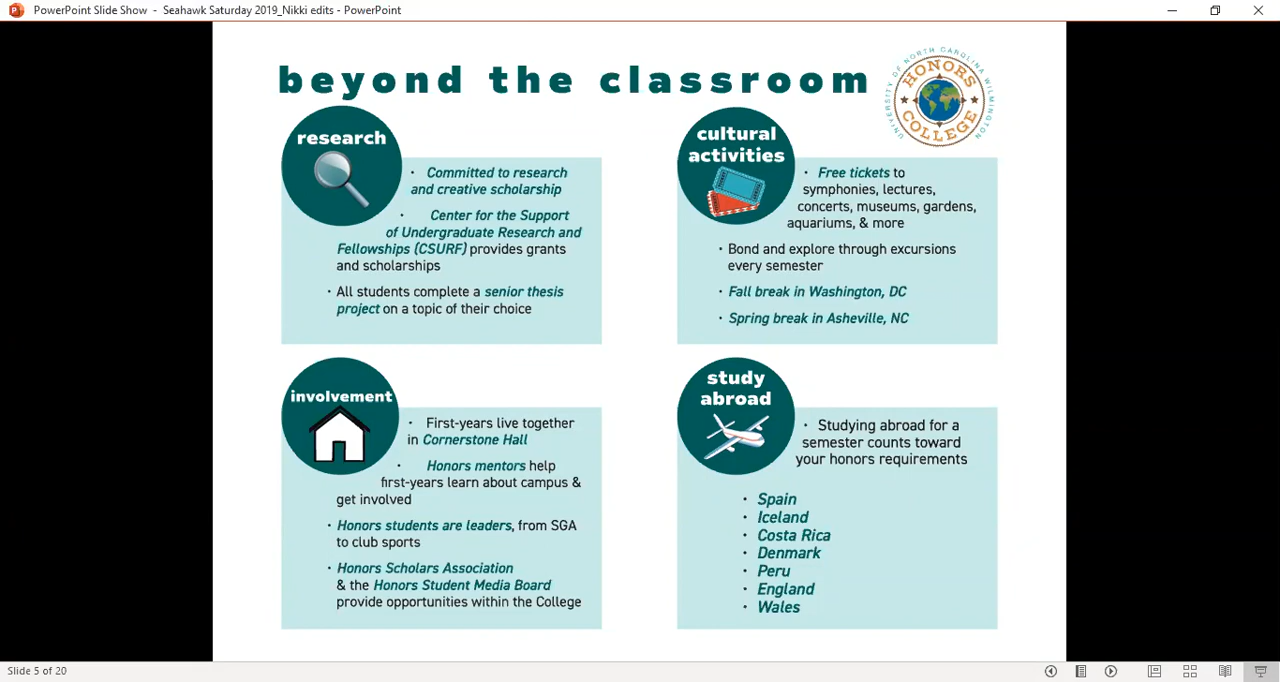 PowerPoint Slide Show - Seahawk Saturday 2019_Nikki edits - PowerPoint
beyond the classroom
UNIVERSITY OF NORTH CAROLINA WILMINGTON
HONORS
COLLEGE
research
· Committed to research
and creative scholarship
· Center for the Support
of Undergraduate Research and
Fellowships (CSURF) provides grants
and scholarships
· All students complete a senior thesis
project on a topic of their choice
cultural
activities
· Free tickets to
symphonies, lectures,
concerts, museums, gardens,
aquariums, & more
· Bond and explore through excursions
every semester
· Fall break in Washington, DC
· Spring break in Asheville, NC
involvement
· First-years live together
in Cornerstone Hall
· Honors mentors help
first-years learn about campus &
get involved
· Honors students are leaders, from SGA
to club sports
· Honors Scholars Association
& the Honors Student Media Board
provide opportunities within the College
study
abroad
· Studying abroad for a
semester counts toward
your honors requirements
· Spain
· Iceland
· Costa Rica
· Denmark
· Peru
· England
· Wales
Slide 5 of 20